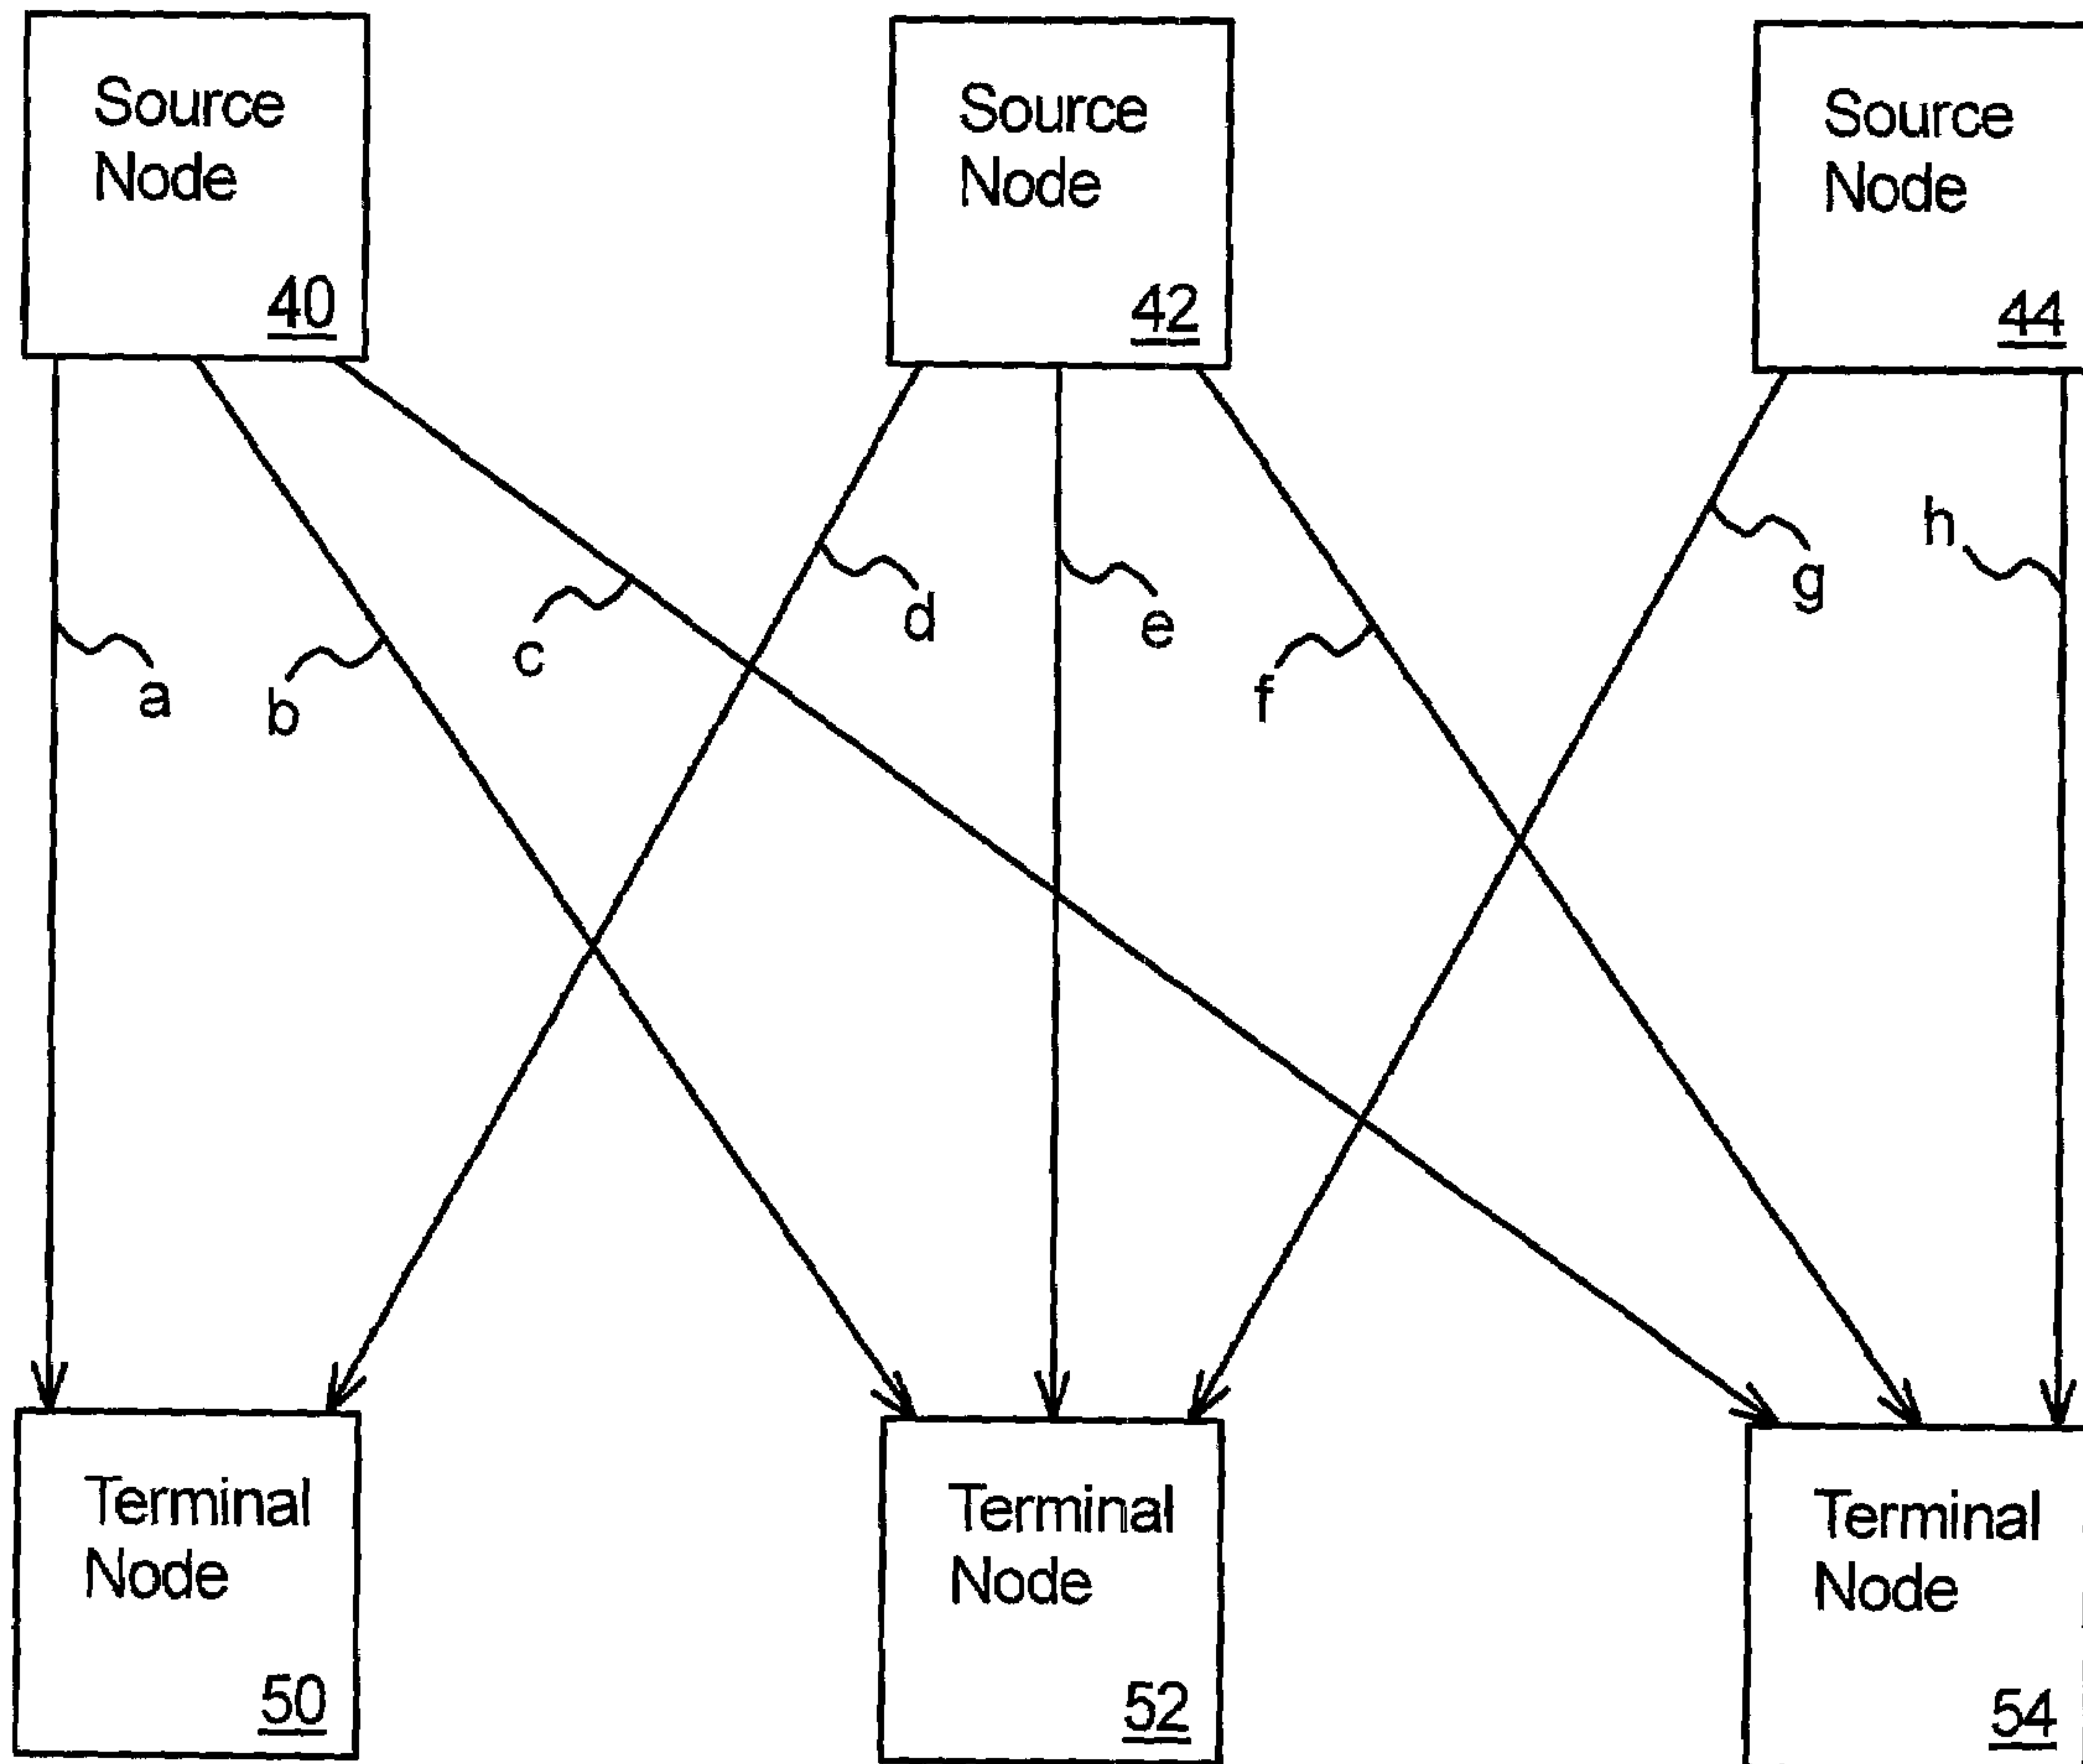 Source
Node
40
Source
Node
42
Source
Node
44
a
b
c
d
e
f
g
h
Terminal
Node
50
Terminal
Node
52
Terminal
Node
54